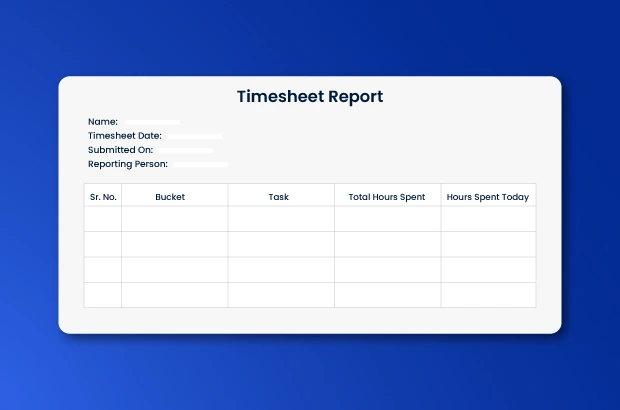 Timesheet Report
Name:
Timesheet Date:
Submitted On:
Reporting Person:
Sr. No. Bucket Task Total Hours Spent Hours Spent Today